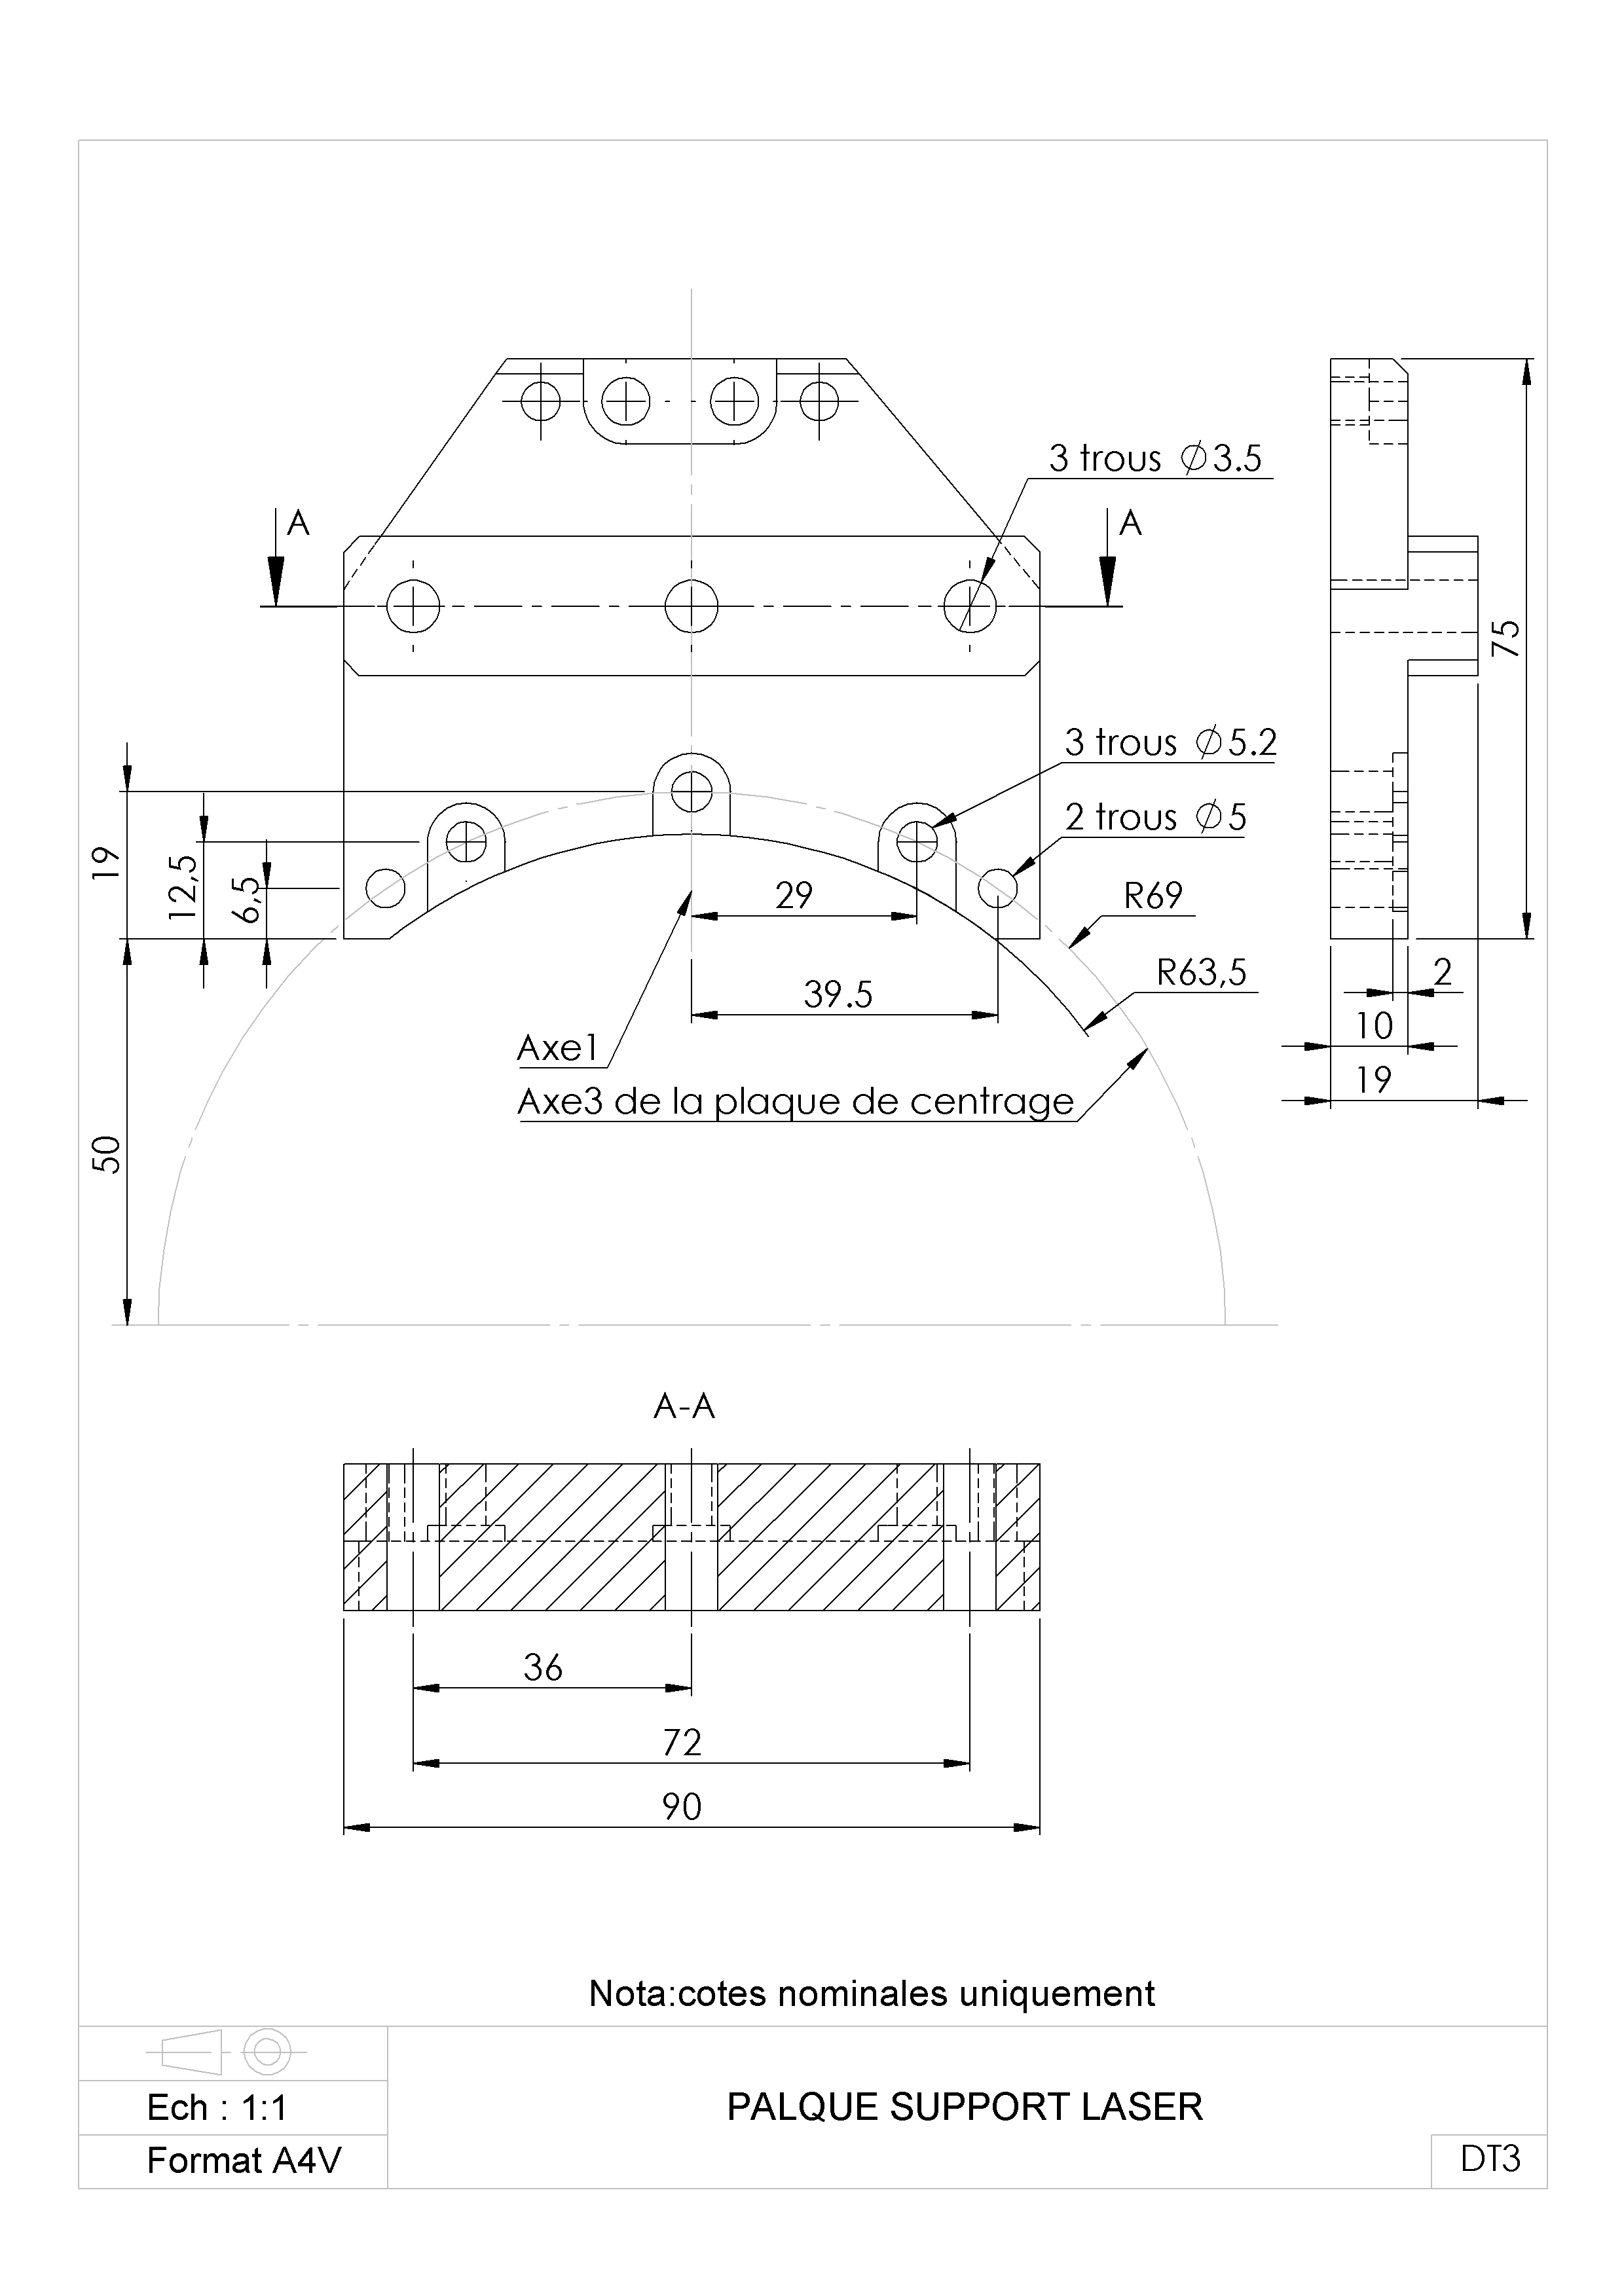 3 trous ∅3.5
A
A
75
3 trous ∅5.2
2 trous ∅5
19
12,5
6,5
29
R69
R63,5
39.5
2
10
19
Axe1
Axe3 de la plaque de centrage
50
A-A
36
72
90
Nota:cotes nominales uniquement
Ech : 1:1
PALQUE SUPPORT LASER
Format A4V
DT3